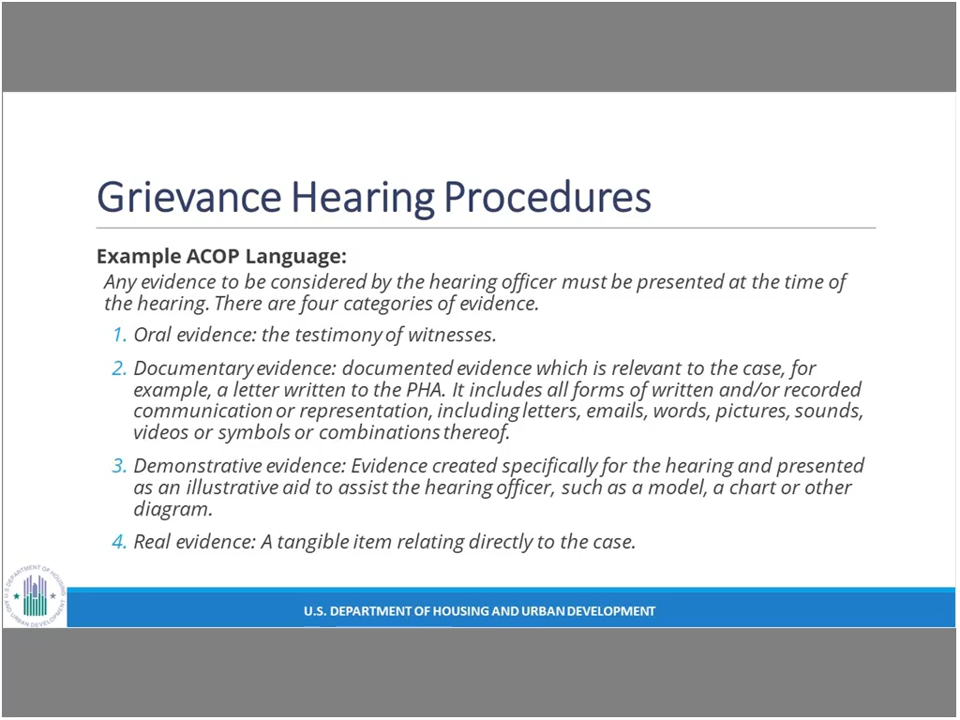 Grievance Hearing Procedures
Example ACOP Language:
Any evidence to be considered by the hearing officer must be presented at the time of
the hearing. There are four categories of evidence.
1. Oral evidence: the testimony of witnesses.
2. Documentary evidence: documented evidence which is relevant to the case, for
example, a letter written to the PHA. It includes all forms of written and/or recorded
communication or representation, including letters, emails, words, pictures, sounds,
videos or symbols or combinations thereof.
3. Demonstrative evidence: Evidence created specifically for the hearing and presented
as an illustrative aid to assist the hearing officer, such as a model, a chart or other
diagram.
4. Real evidence: A tangible item relating directly to the case.
U.S. DEPARTMENT OF HOUSING AND URBAN DEVELOPMENT
U.S. DEPARTMENT OF HOUSING
AND URBAN DEVELOPMENT